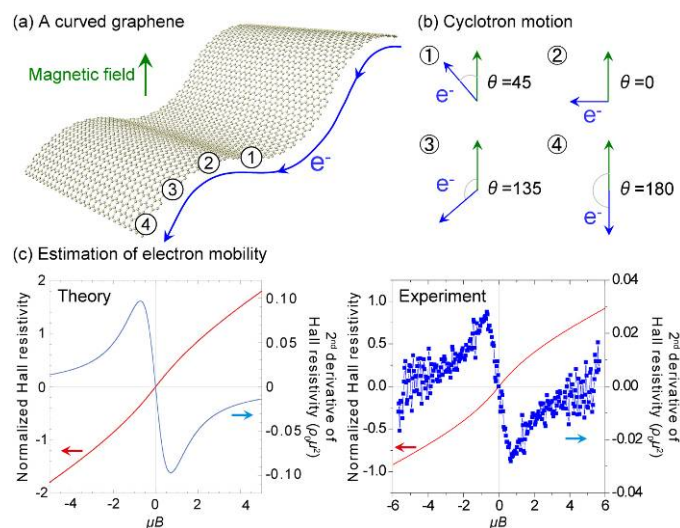 (a) A curved graphene
Magnetic field
e-
①
②
③
④
(b) Cyclotron motion
①
e-
θ=45
②
e-
θ=0
③
e-
θ=135
④
e-
θ=180
(c) Estimation of electron mobility
Theory
Normalized Hall resistivity
2
1
0
-1
-2
-4
-2
0
2
4
μB
0.10
0.05
0
-0.05
-0.10
2nd derivative of
Hall resistivity (ρ₀μ²)
Experiment
Normalized Hall resistivity
1.0
0.5
0.0
-0.5
-1.0
-6
-4
-2
0
2
4
6
μB
0.04
0.02
0.00
-0.02
-0.04
2nd derivative of
Hall resistivity (ρ₀μ²)